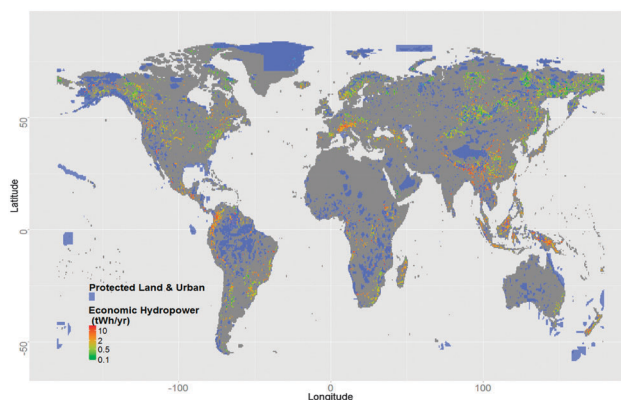 50
Latitude
0
-50
Protected Land & Urban
Economic Hydropower
(tWh/yr)
10
2
0.5
0.1
-100
0
100
Longitude